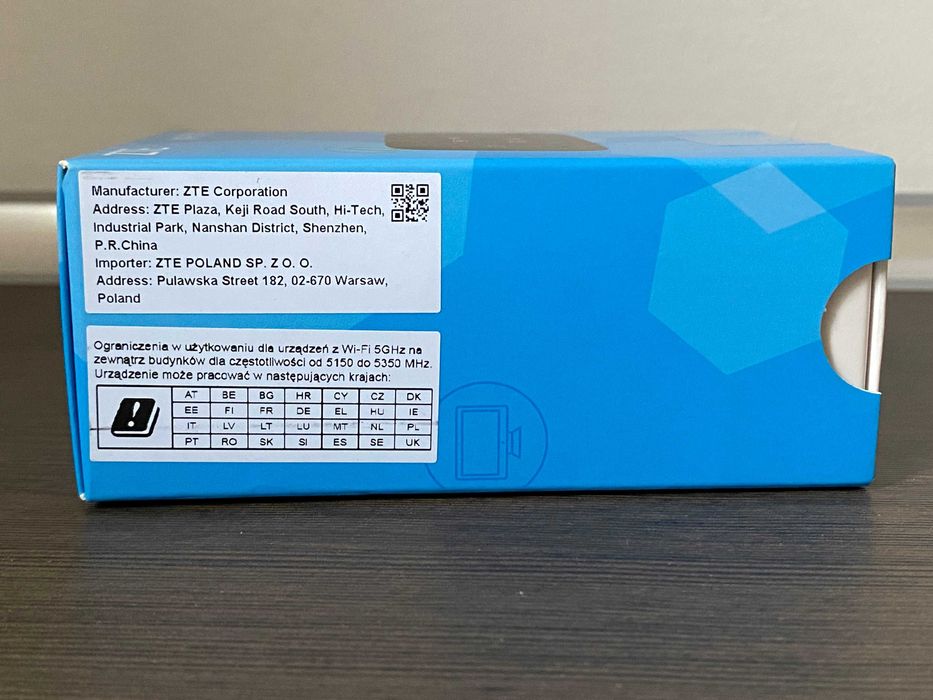 Manufacturer: ZTE Corporation
Address: ZTE Plaza, Keji Road South, Hi-Tech,
Industrial Park, Nanshan District, Shenzhen,
P.R.China
Importer: ZTE POLAND SP. Z O. O.
Address: Pulawska Street 182, 02-670 Warsaw,
Poland
Ograniczenia w użytkowaniu dla urządzeń z Wi-Fi 5GHz na
zewnątrz budynków dla częstotliwości od 5150 do 5350 MHz.
Urządzenie może pracować w następujących krajach:
AT BE BG HR CY CZ DK
EE FI FR DE EL HU IE
IT LV LT LU MT NL PL
PT RO SK SI ES SE UK